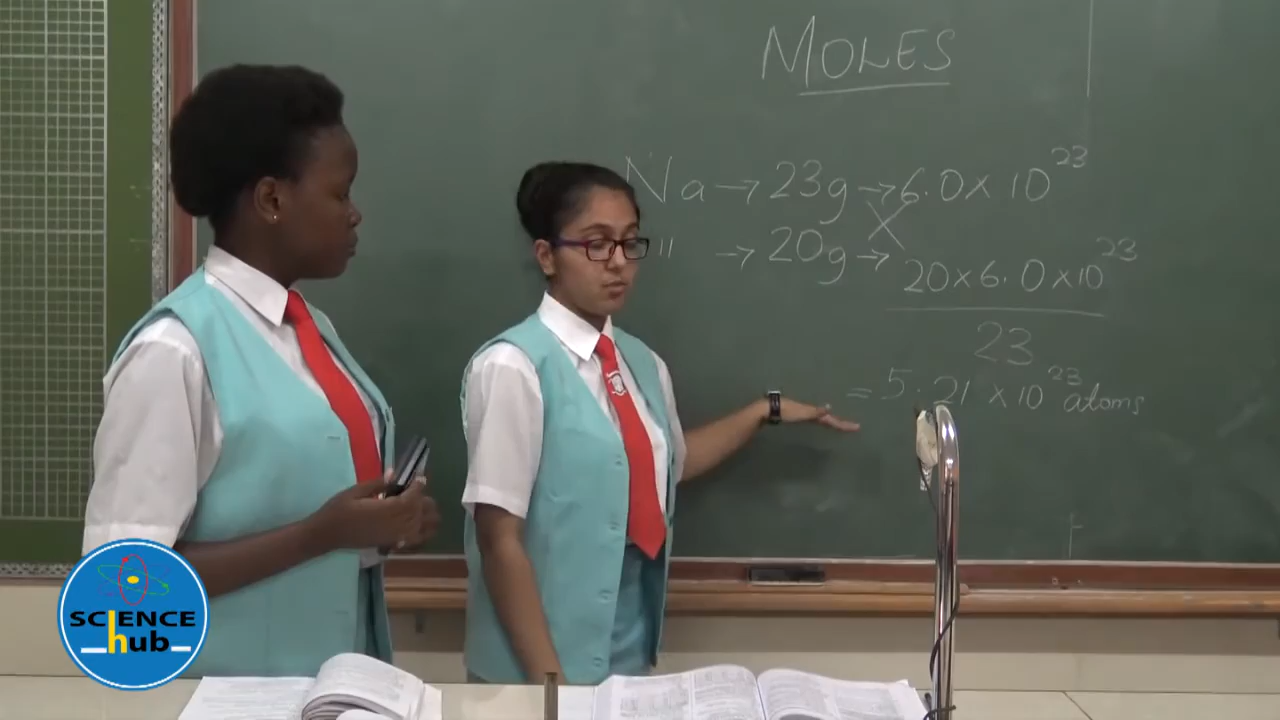 MOLES
Na → 23g → 6.0 × 10²³
" → 20g → 20 × 6.0 × 10²³
23
= 5.21 × 10²³ atoms
SCIENCE
hub